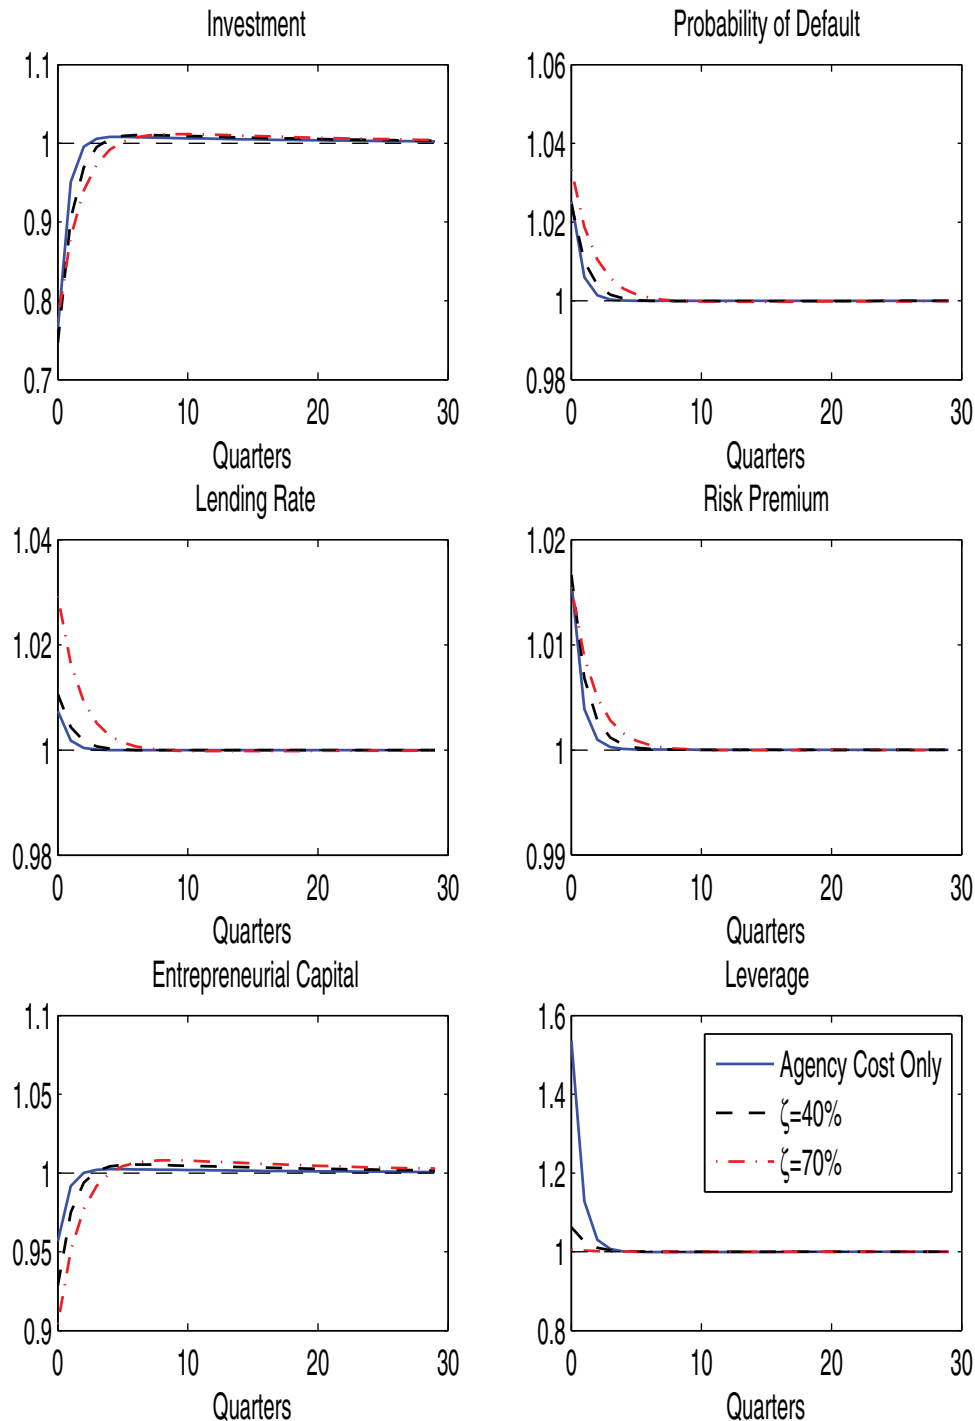 Investment
1.1
1
0.9
0.8
0.7
0 10 20 30
Quarters
Probability of Default
1.06
1.04
1.02
1
0.98
0 10 20 30
Quarters
Lending Rate
1.04
1.02
1
0.98
0 10 20 30
Quarters
Risk Premium
1.02
1.01
1
0.99
0 10 20 30
Quarters
Entrepreneurial Capital
1.1
1.05
1
0.95
0.9
0 10 20 30
Quarters
Leverage
1.6
1.4
1.2
1
0.8
Agency Cost Only
ζ=40%
ζ=70%
0 10 20 30
Quarters